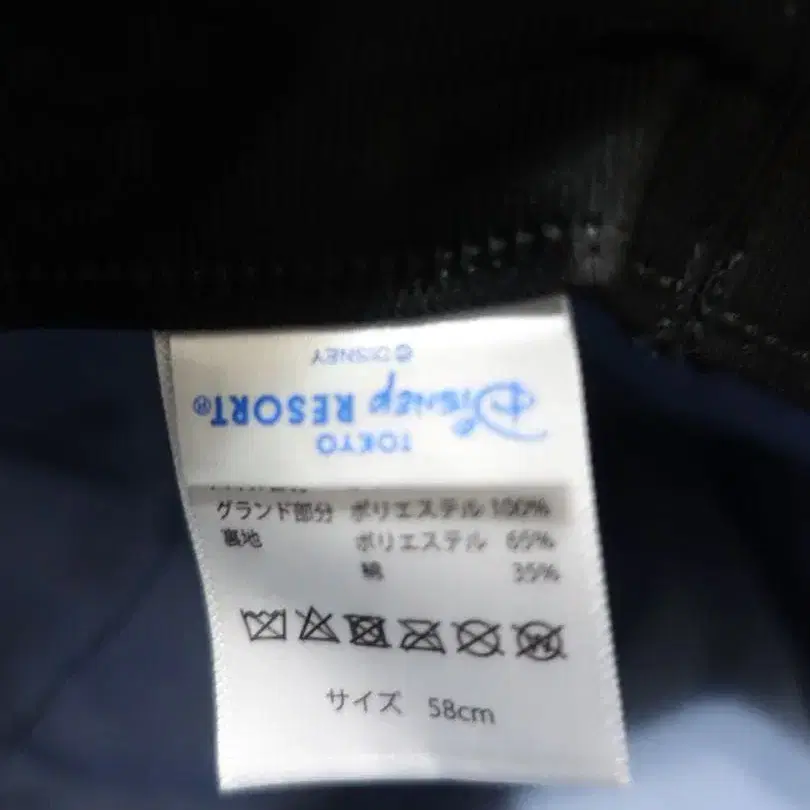 TOKYO
Disney RESORT®
© DISNEY
グランド部分 ポリエステル 100%
裏地 ポリエステル 65%
綿 35%
サイズ 58cm